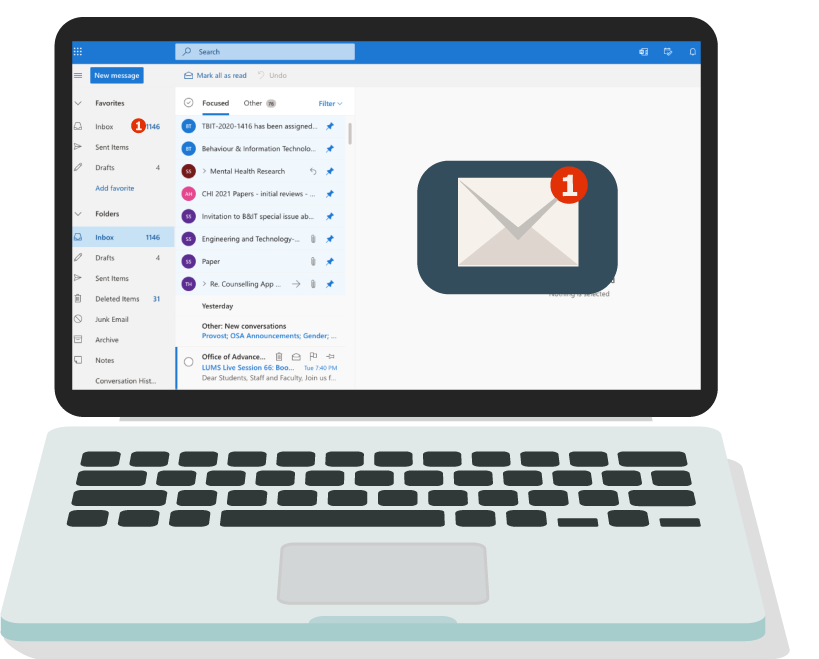 Search
New message
Mark all as read
Undo
Favorites
Inbox 1 1146
Sent Items
Drafts 4
Add favorite
Folders
Inbox 1146
Drafts 4
Sent Items
Deleted Items 31
Junk Email
Archive
Notes
Conversation Hist...
Focused Other 76 Filter
BT TBIT-2020-1416 has been assigned...
BT Behaviour & Information Technolo...
SS > Mental Health Research
AH CHI 2021 Papers - initial reviews - ...
SS Invitation to B&IT special issue ab...
SS Engineering and Technology-...
SS Paper
TH > Re. Counselling App ...
Yesterday
Other: New conversations
Provost; OSA Announcements; Gender; ...
Office of Advance...
LUMS Live Session 66: Boo... Tue 7:40 PM
Dear Students, Staff and Faculty, Join us f...
1
Nothing is selected